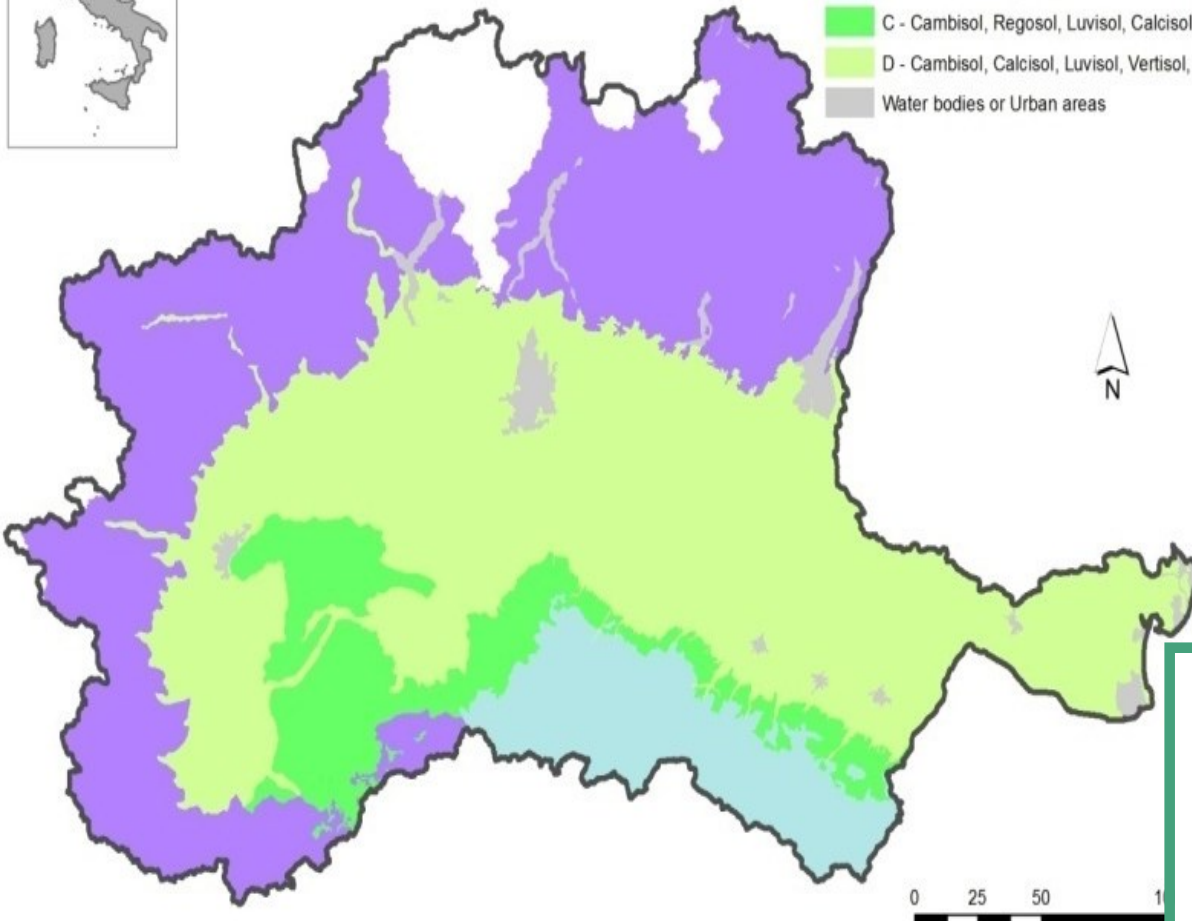 C - Cambisol, Regosol, Luvisol, Calcisol
D - Cambisol, Calcisol, Luvisol, Vertisol,
Water bodies or Urban areas
N
0 25 50